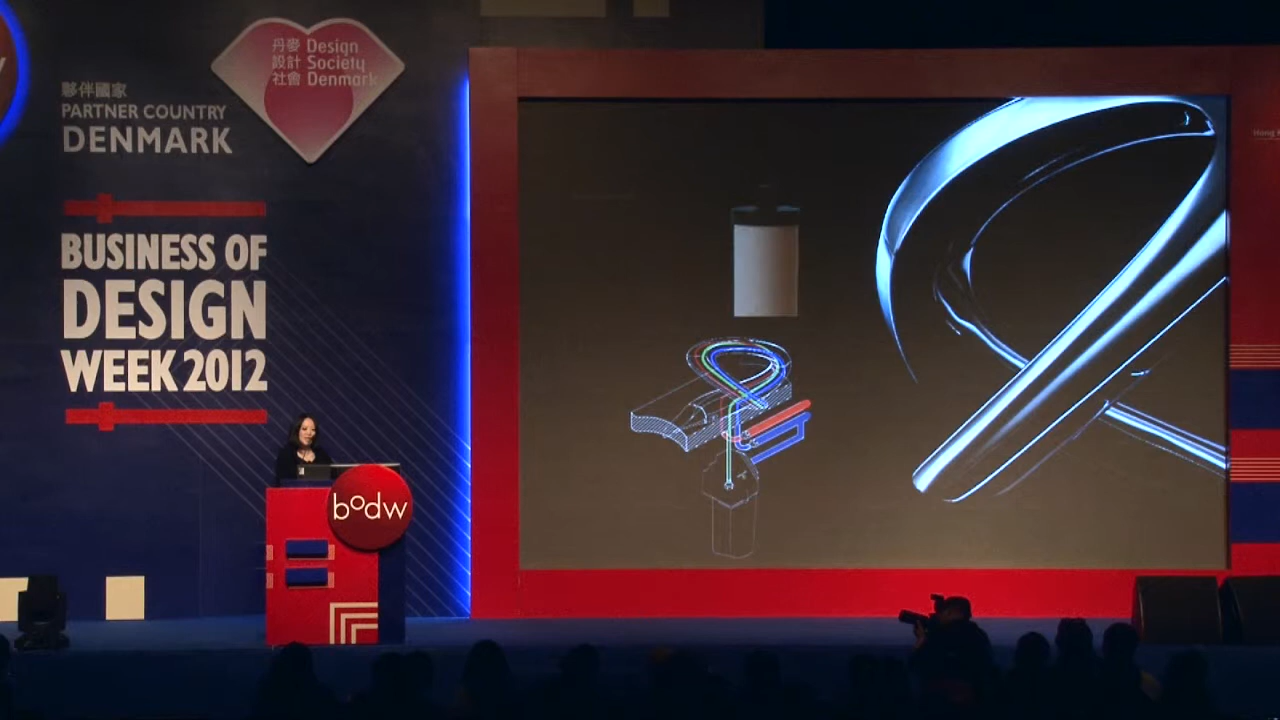 夥伴國家
PARTNER COUNTRY
DENMARK
丹麥 Design
設計 Society
社會 Denmark
BUSINESS OF
DESIGN
WEEK 2012
bodw